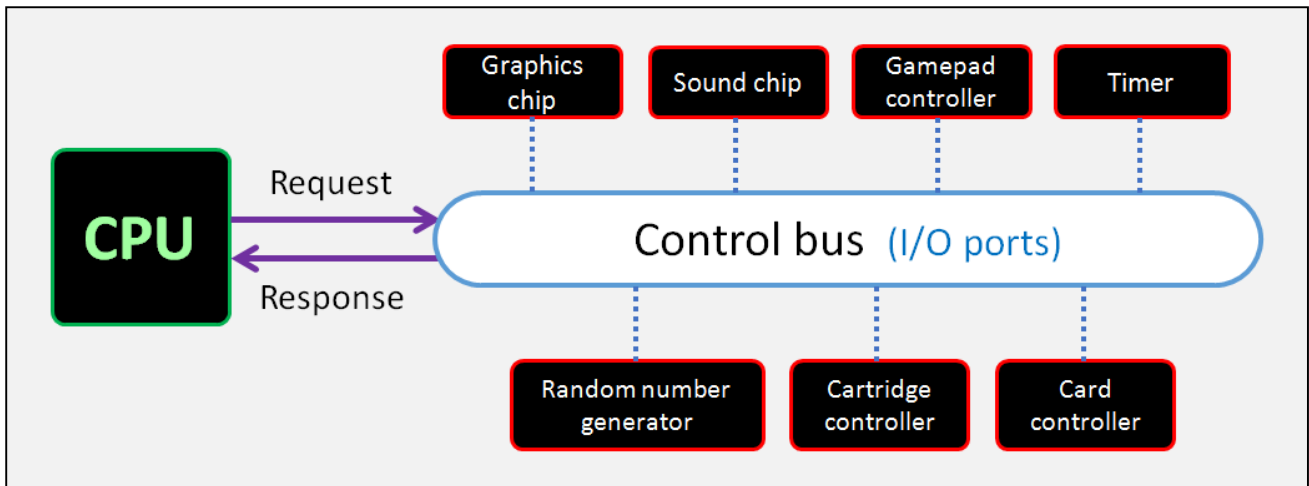 Graphics
chip
Sound chip
Gamepad
controller
Timer
CPU
Request
Response
Control bus (I/O ports)
Random number
generator
Cartridge
controller
Card
controller